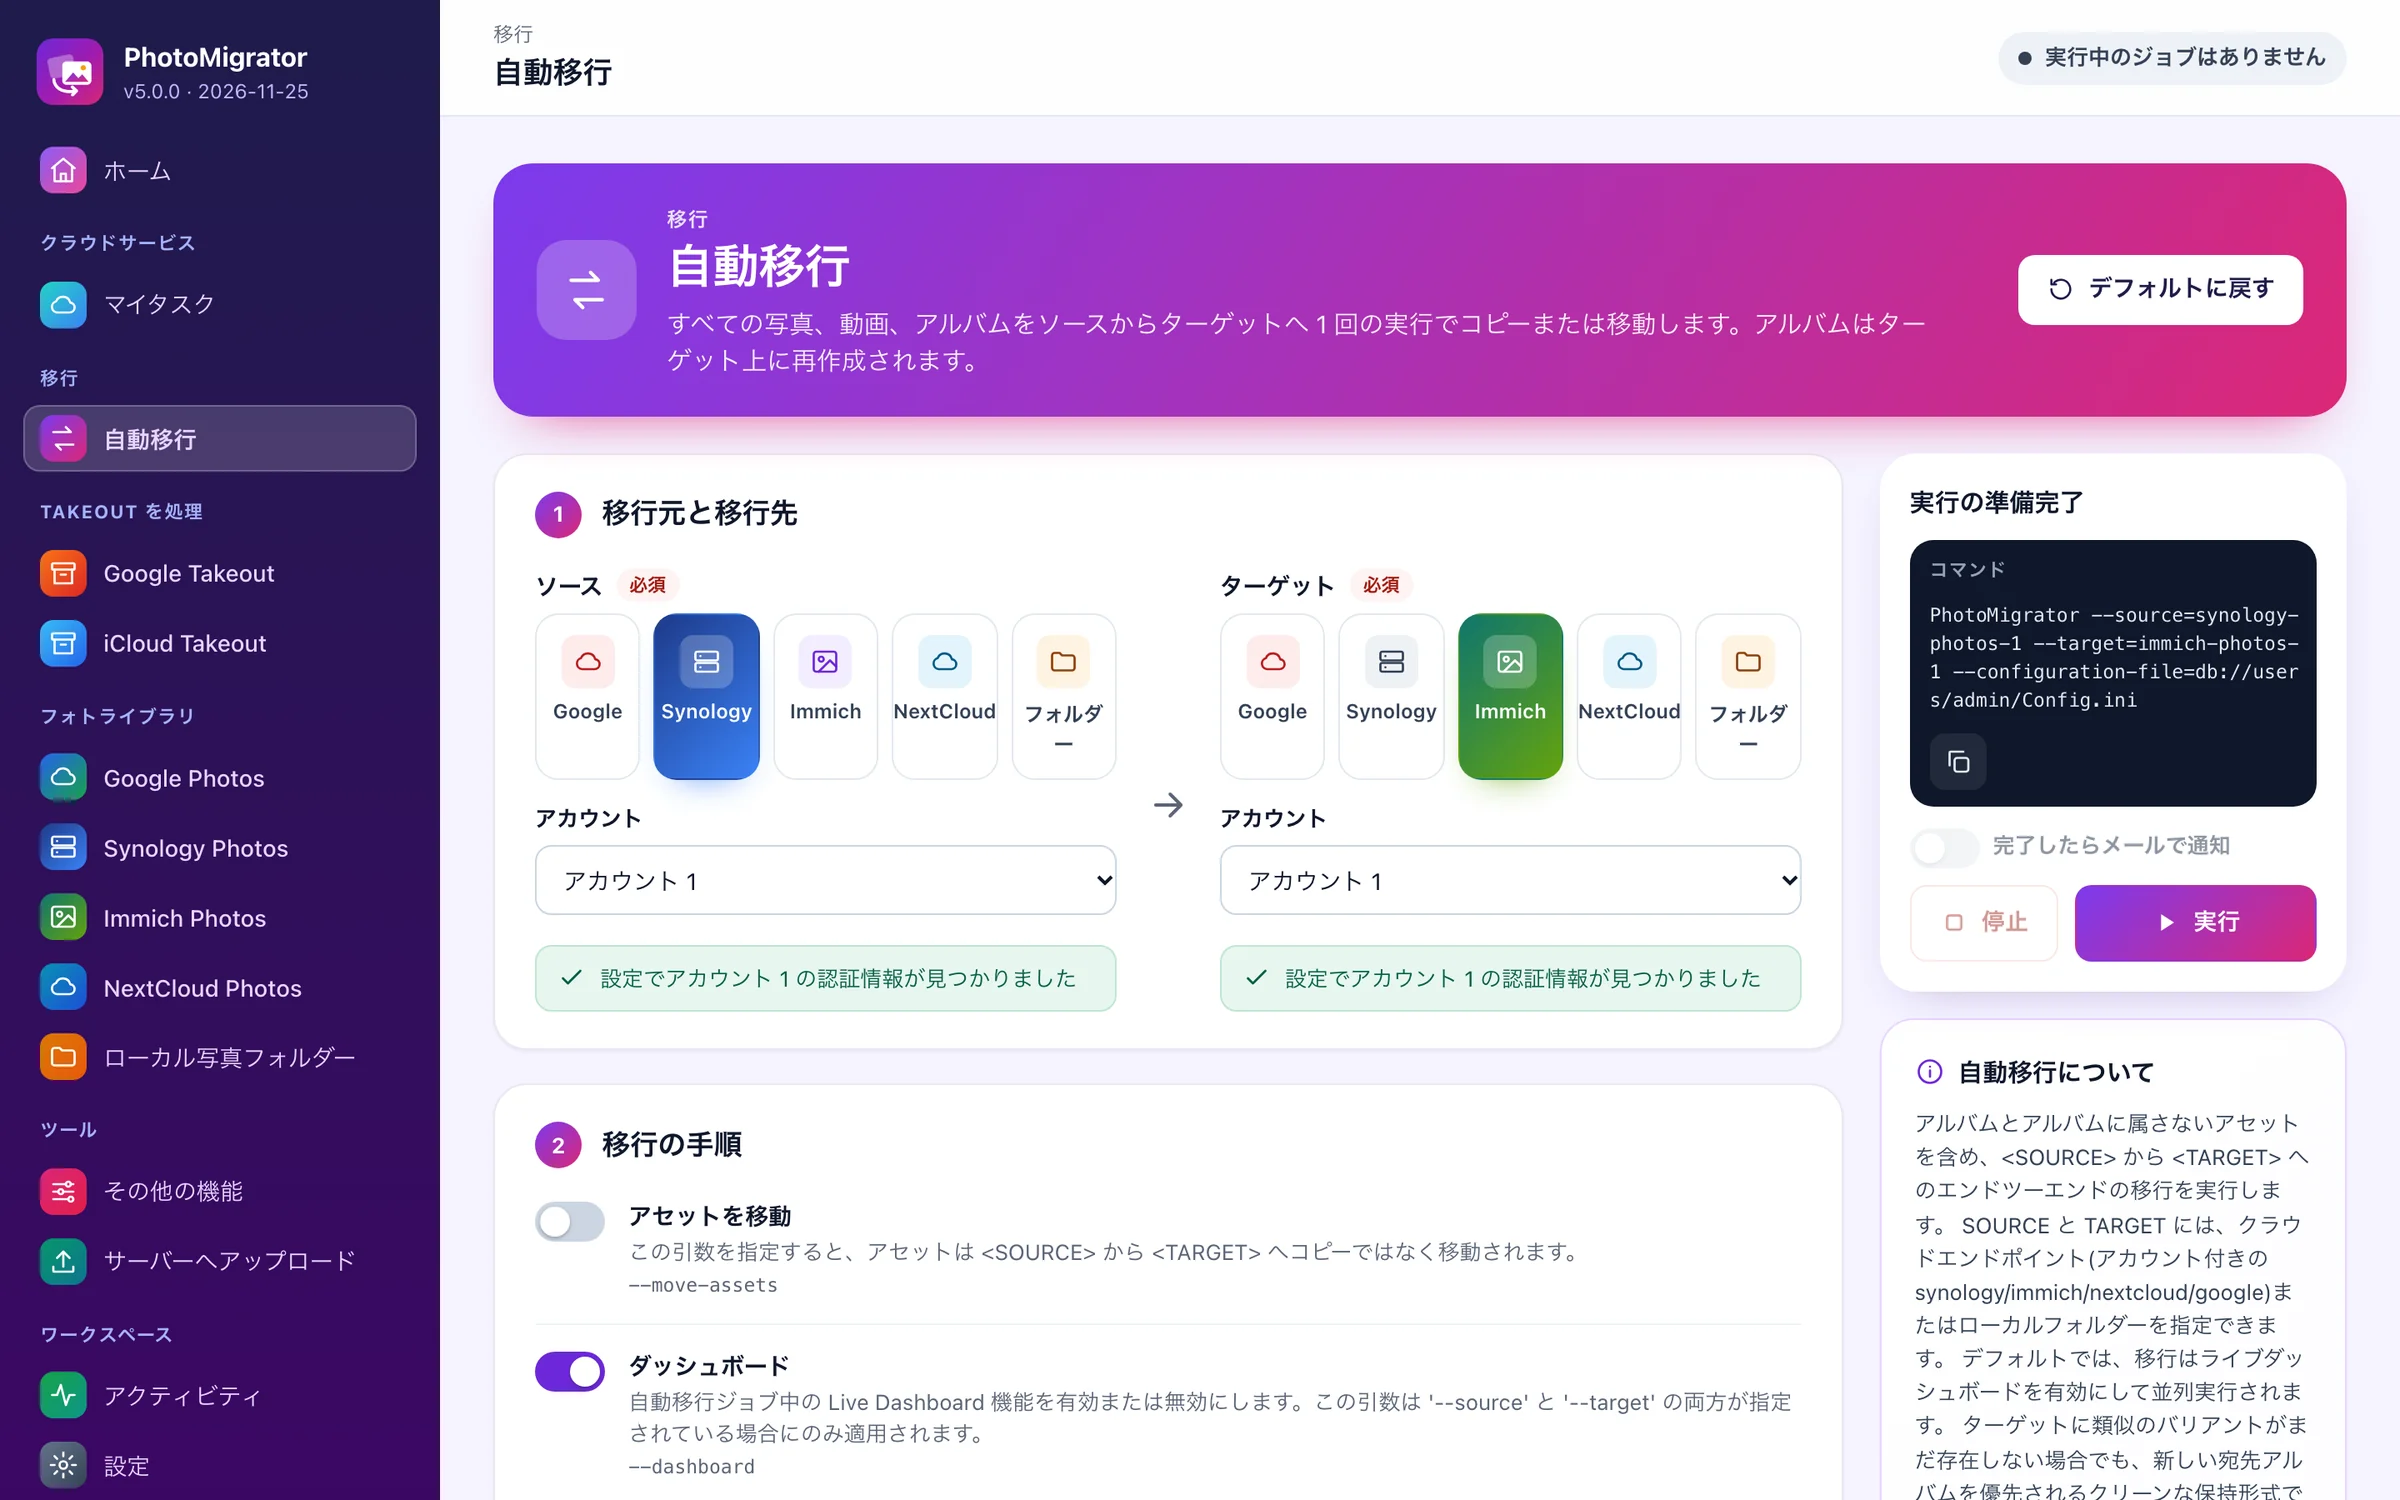 PhotoMigrator
v5.0.0 · 2026-11-25
ホーム
クラウドサービス
マイタスク
移行
自動移行
TAKEOUT を処理
Google Takeout
iCloud Takeout
フォトライブラリ
Google Photos
Synology Photos
Immich Photos
NextCloud Photos
ローカル写真フォルダー
ツール
その他の機能
サーバーへアップロード
ワークスペース
アクティビティ
設定
移行
自動移行
実行中のジョブはありません
移行
自動移行
すべての写真、動画、アルバムをソースからターゲットへ 1 回の実行でコピーまたは移動します。アルバムはター
ゲット上に再作成されます。
デフォルトに戻す
1 移行元と移行先
ソース 必須
Google
Synology
Immich
NextCloud
フォルダ
ー
アカウント
アカウント 1
設定でアカウント 1 の認証情報が見つかりました
ターゲット 必須
Google
Synology
Immich
NextCloud
フォルダ
ー
アカウント
アカウント 1
設定でアカウント 1 の認証情報が見つかりました
2 移行の手順
アセットを移動
この引数を指定すると、アセットは <SOURCE> から <TARGET> へコピーではなく移動されます。
--move-assets
ダッシュボード
自動移行ジョブ中の Live Dashboard 機能を有効または無効にします。この引数は '--source' と '--target' の両方が指定
されている場合にのみ適用されます。
--dashboard
実行の準備完了
コマンド
PhotoMigrator --source=synology-
photos-1 --target=immich-photos-
1 --configuration-file=db://user
s/admin/Config.ini
完了したらメールで通知
停止
実行
自動移行について
アルバムとアルバムに属さないアセット
を含め、<SOURCE> から <TARGET> へ
のエンドツーエンドの移行を実行しま
す。 SOURCE と TARGET には、クラウ
ドエンドポイント(アカウント付きの
synology/immich/nextcloud/google)ま
たはローカルフォルダーを指定できま
す。 デフォルトでは、移行はライブダッ
シュボードを有効にして並列実行されま
す。 ターゲットに類似のバリアントがま
だ存在しない場合でも、新しい宛先アル
バムを優先されるクリーンな保持形式で